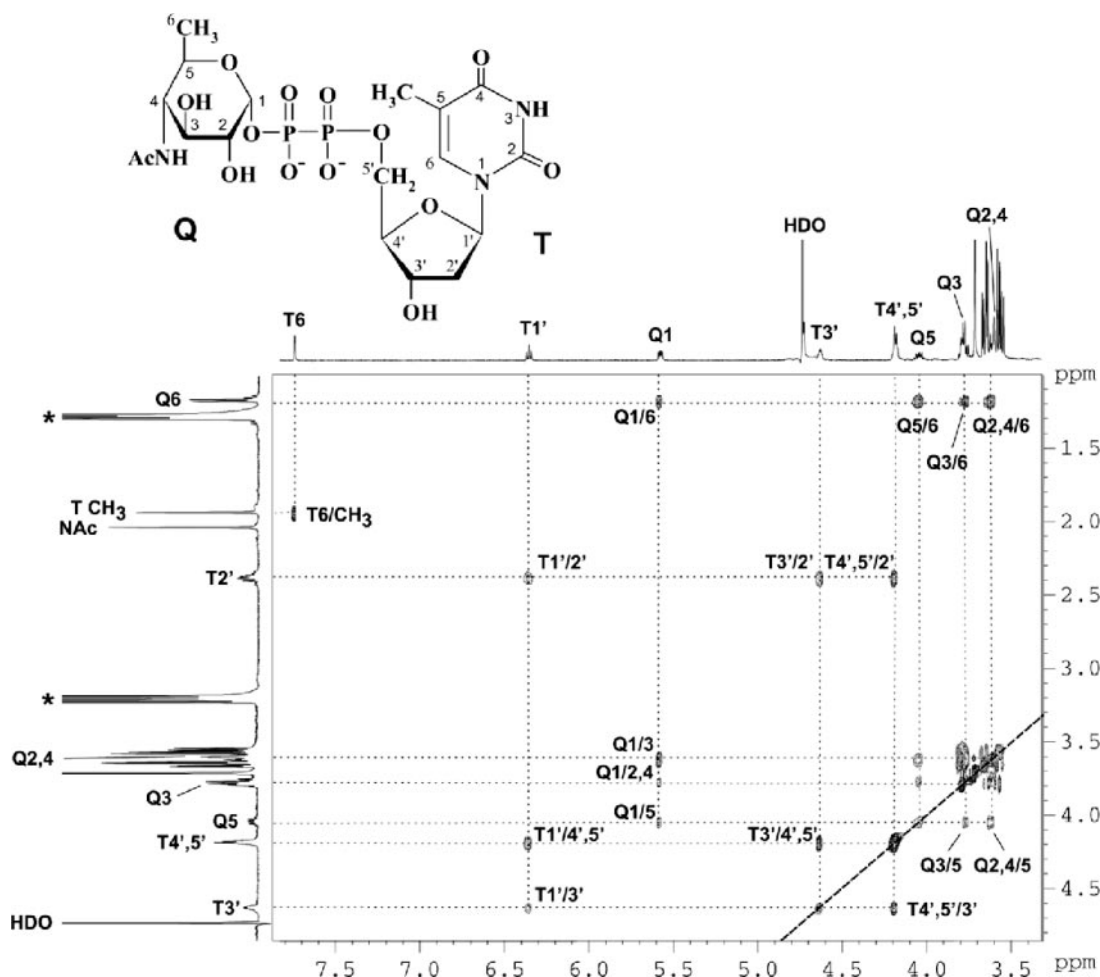 6
CH3
5
O
4
OH
3
2
1
AcNH
OH
O
O
O
P
P
O
O-
O-
5'
CH2
Q
H3C
5
4
O
NH
3
6
1
N
2
O
O
4'
1'
3'
2'
OH
T
T6
T1'
Q1
HDO
T3'
T4',5'
Q5
Q3
Q2,4
ppm
Q6
*
T CH3
NAc
T2'
*
Q2,4
Q3
Q5
T4',5'
T3'
HDO
Q1/6
Q5/6
Q2,4/6
Q3/6
T6/CH3
T1'/2'
T3'/2'
T4',5'/2'
Q1/3
Q1/2,4
Q1/5
T1'/4',5'
T3'/4',5'
Q3/5
Q2,4/5
T1'/3'
T4',5'/3'
1.5
2.0
2.5
3.0
3.5
4.0
4.5
7.5 7.0 6.5 6.0 5.5 5.0 4.5 4.0 3.5 ppm